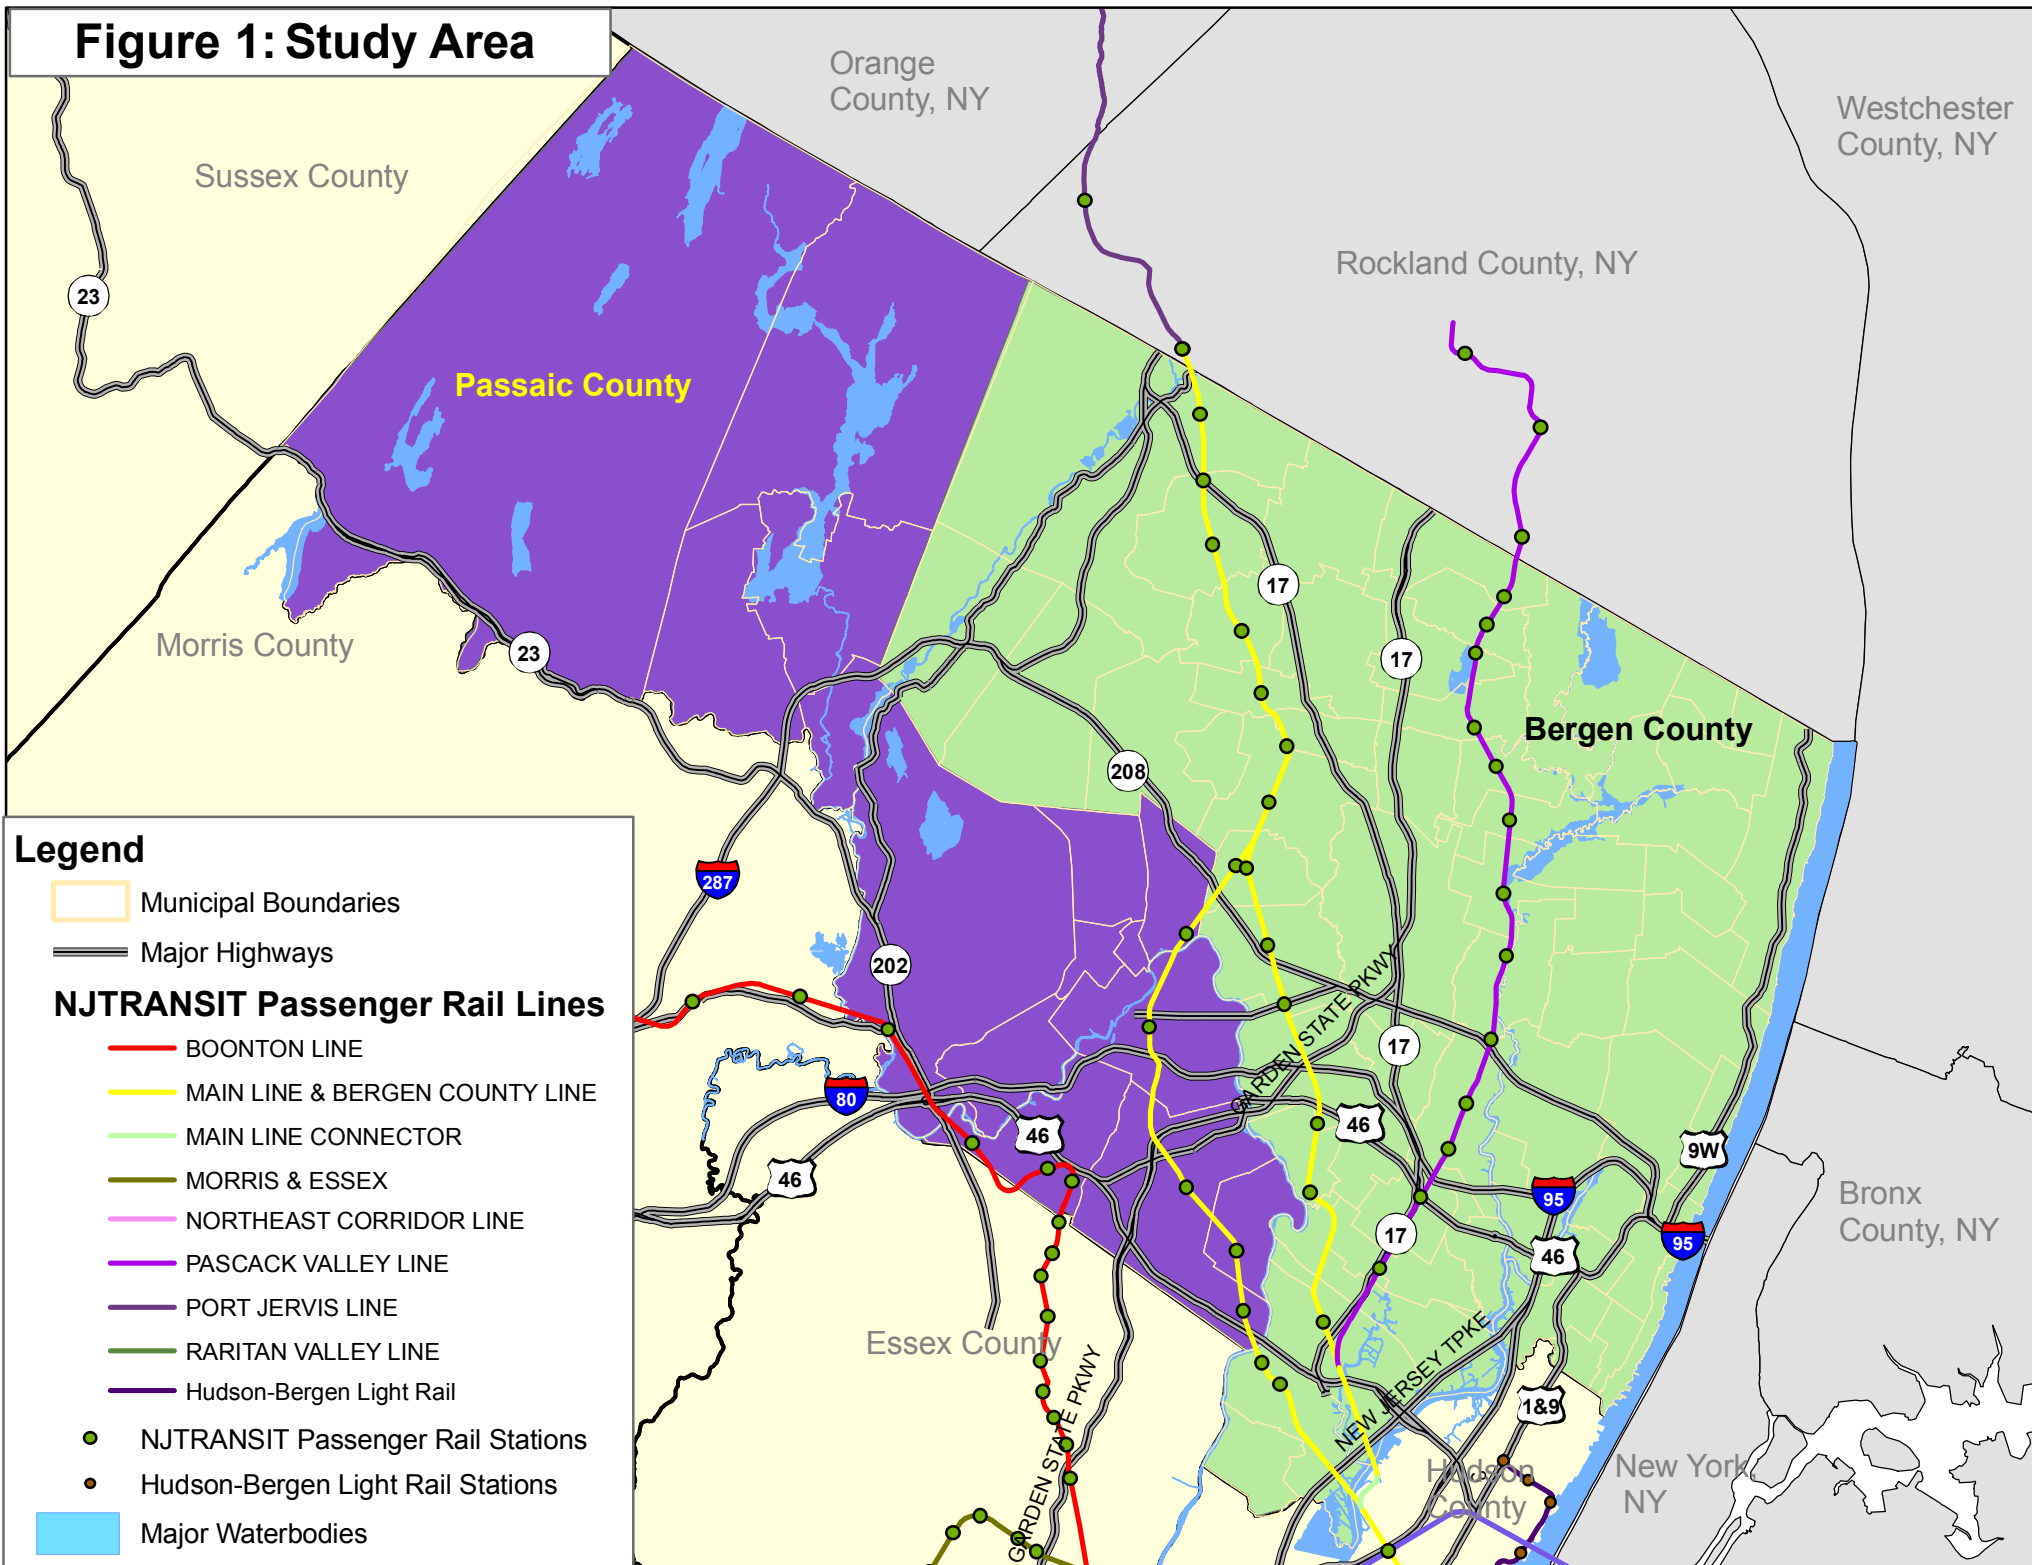 Figure 1: Study Area
Orange
County, NY
Westchester
County, NY
Sussex County
Rockland County, NY
23
Passaic County
17
23
Morris County
17
Bergen County
208
Legend
Municipal Boundaries
Major Highways
NJTRANSIT Passenger Rail Lines
BOONTON LINE
MAIN LINE & BERGEN COUNTY LINE
MAIN LINE CONNECTOR
MORRIS & ESSEX
NORTHEAST CORRIDOR LINE
PASCACK VALLEY LINE
PORT JERVIS LINE
RARITAN VALLEY LINE
Hudson-Bergen Light Rail
NJTRANSIT Passenger Rail Stations
Hudson-Bergen Light Rail Stations
Major Waterbodies
287
202
GARDEN STATE PKWY
17
80
46
46
9W
46
95
Bronx
County, NY
17
46
95
Essex County
NEW JERSEY TPKE
GARDEN STATE PKWY
1&9
Hudson
County
New York,
NY